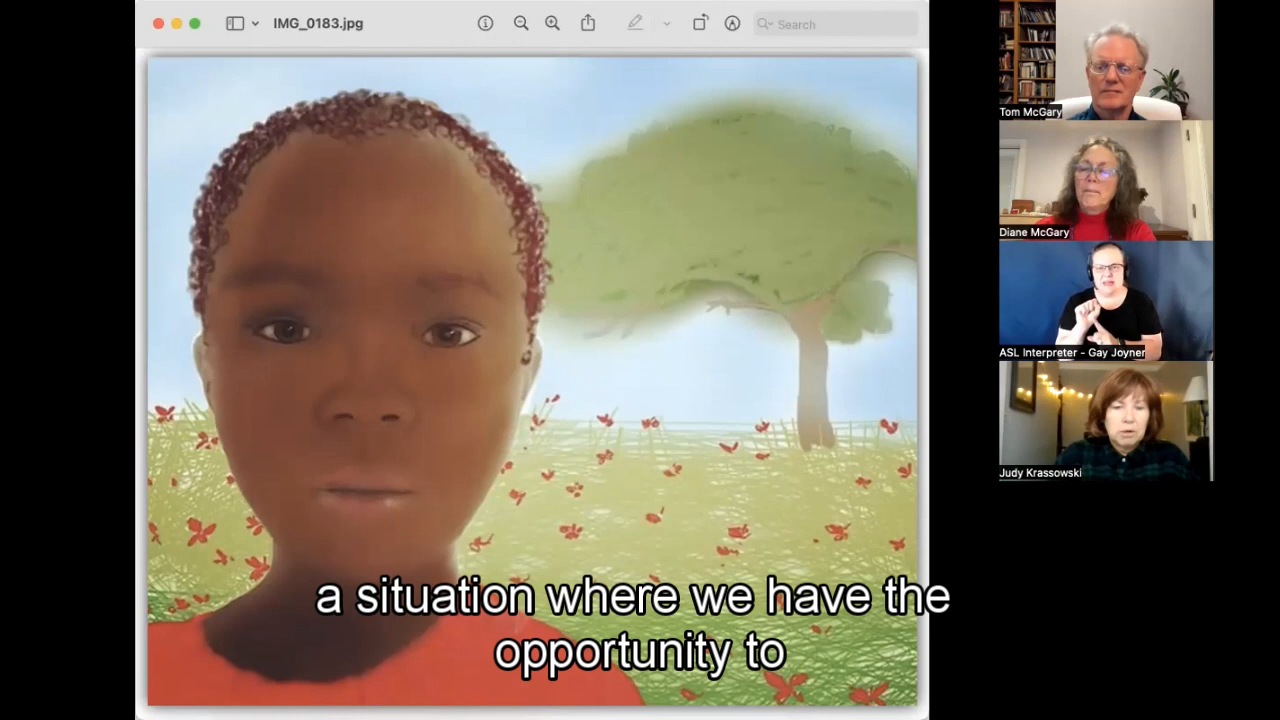 IMG_0183.jpg
Search
Tom McGary
Diane McGary
ASL Interpreter - Gay Joyner
Judy Krassowski
a situation where we have the
opportunity to